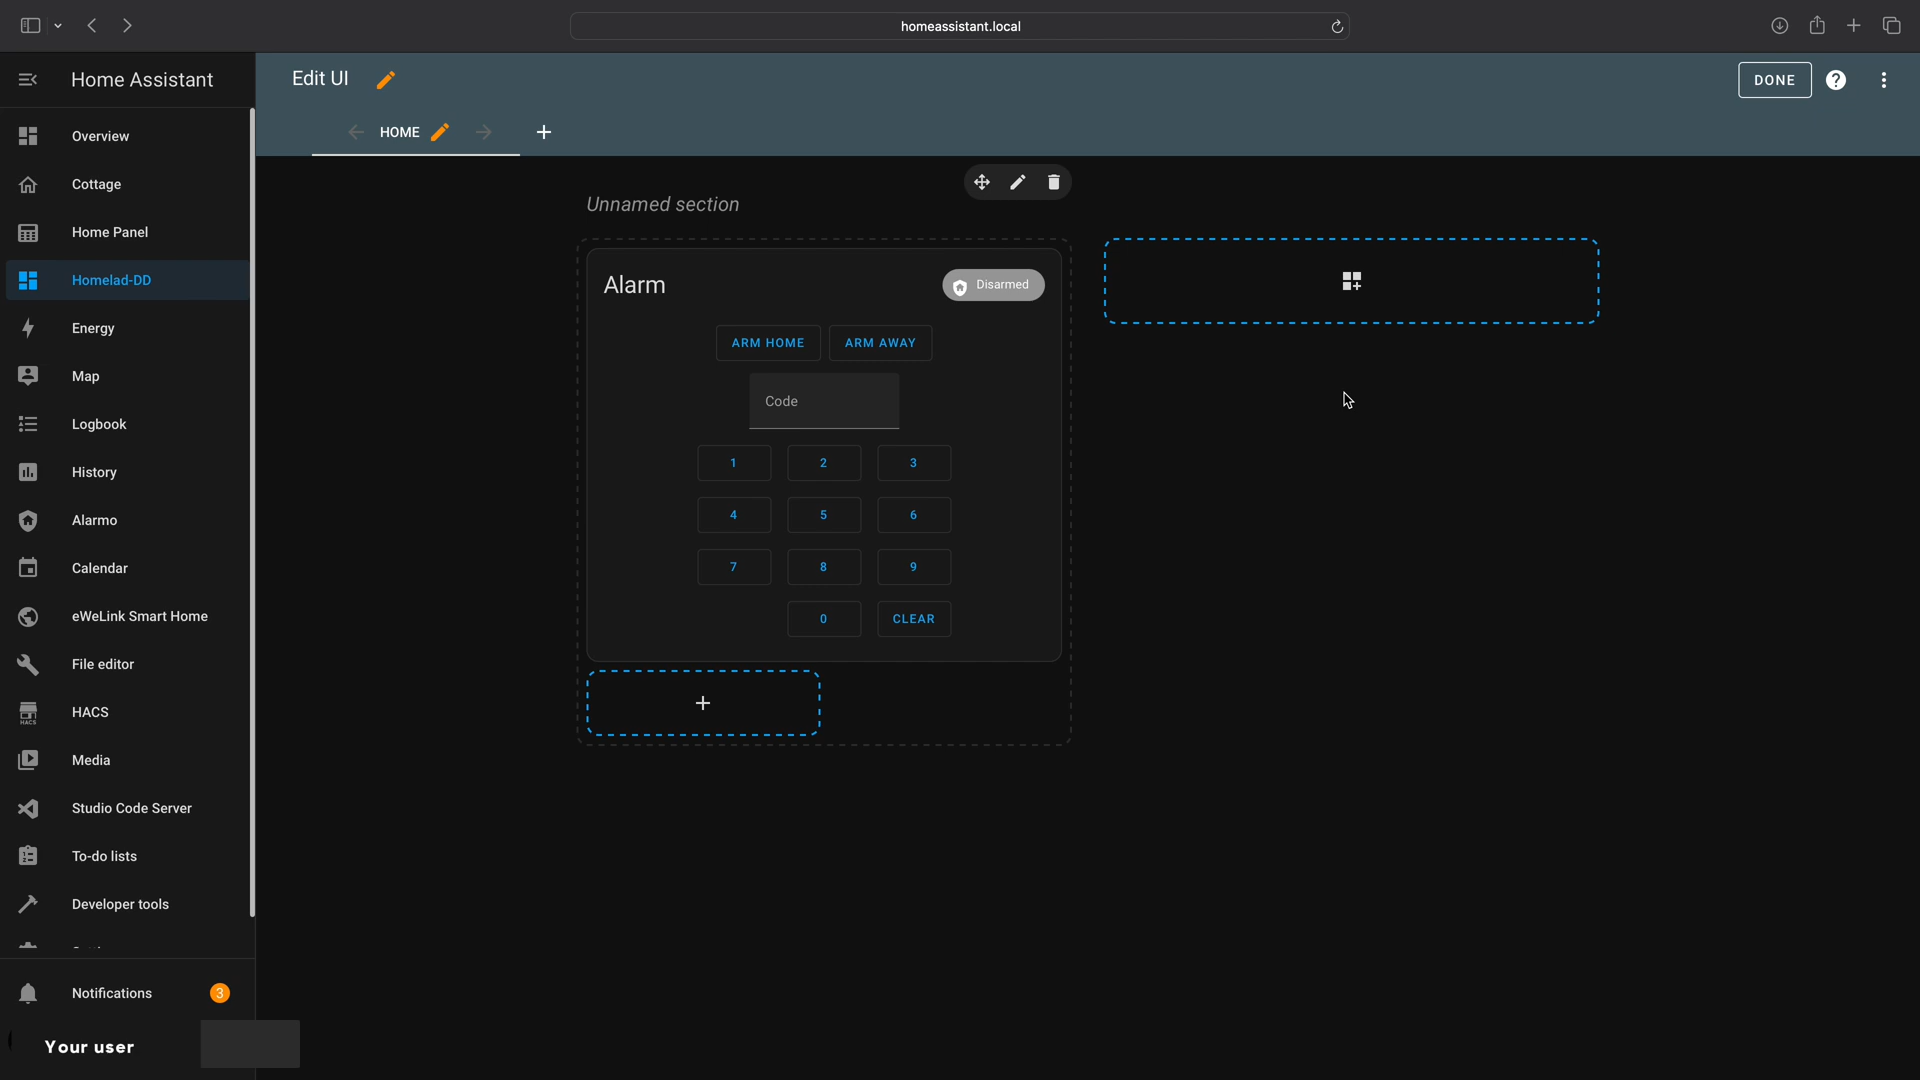 homeassistant.local
Home Assistant
Edit UI
DONE
HOME
Overview
Cottage
Home Panel
Homelad-DD
Energy
Map
Logbook
History
Alarmo
Calendar
eWeLink Smart Home
File editor
HACS
HACS
Media
Studio Code Server
To-do lists
Developer tools
Notifications 3
Your user
Unnamed section
Alarm
Disarmed
ARM HOME ARM AWAY
Code
1 2 3
4 5 6
7 8 9
0 CLEAR